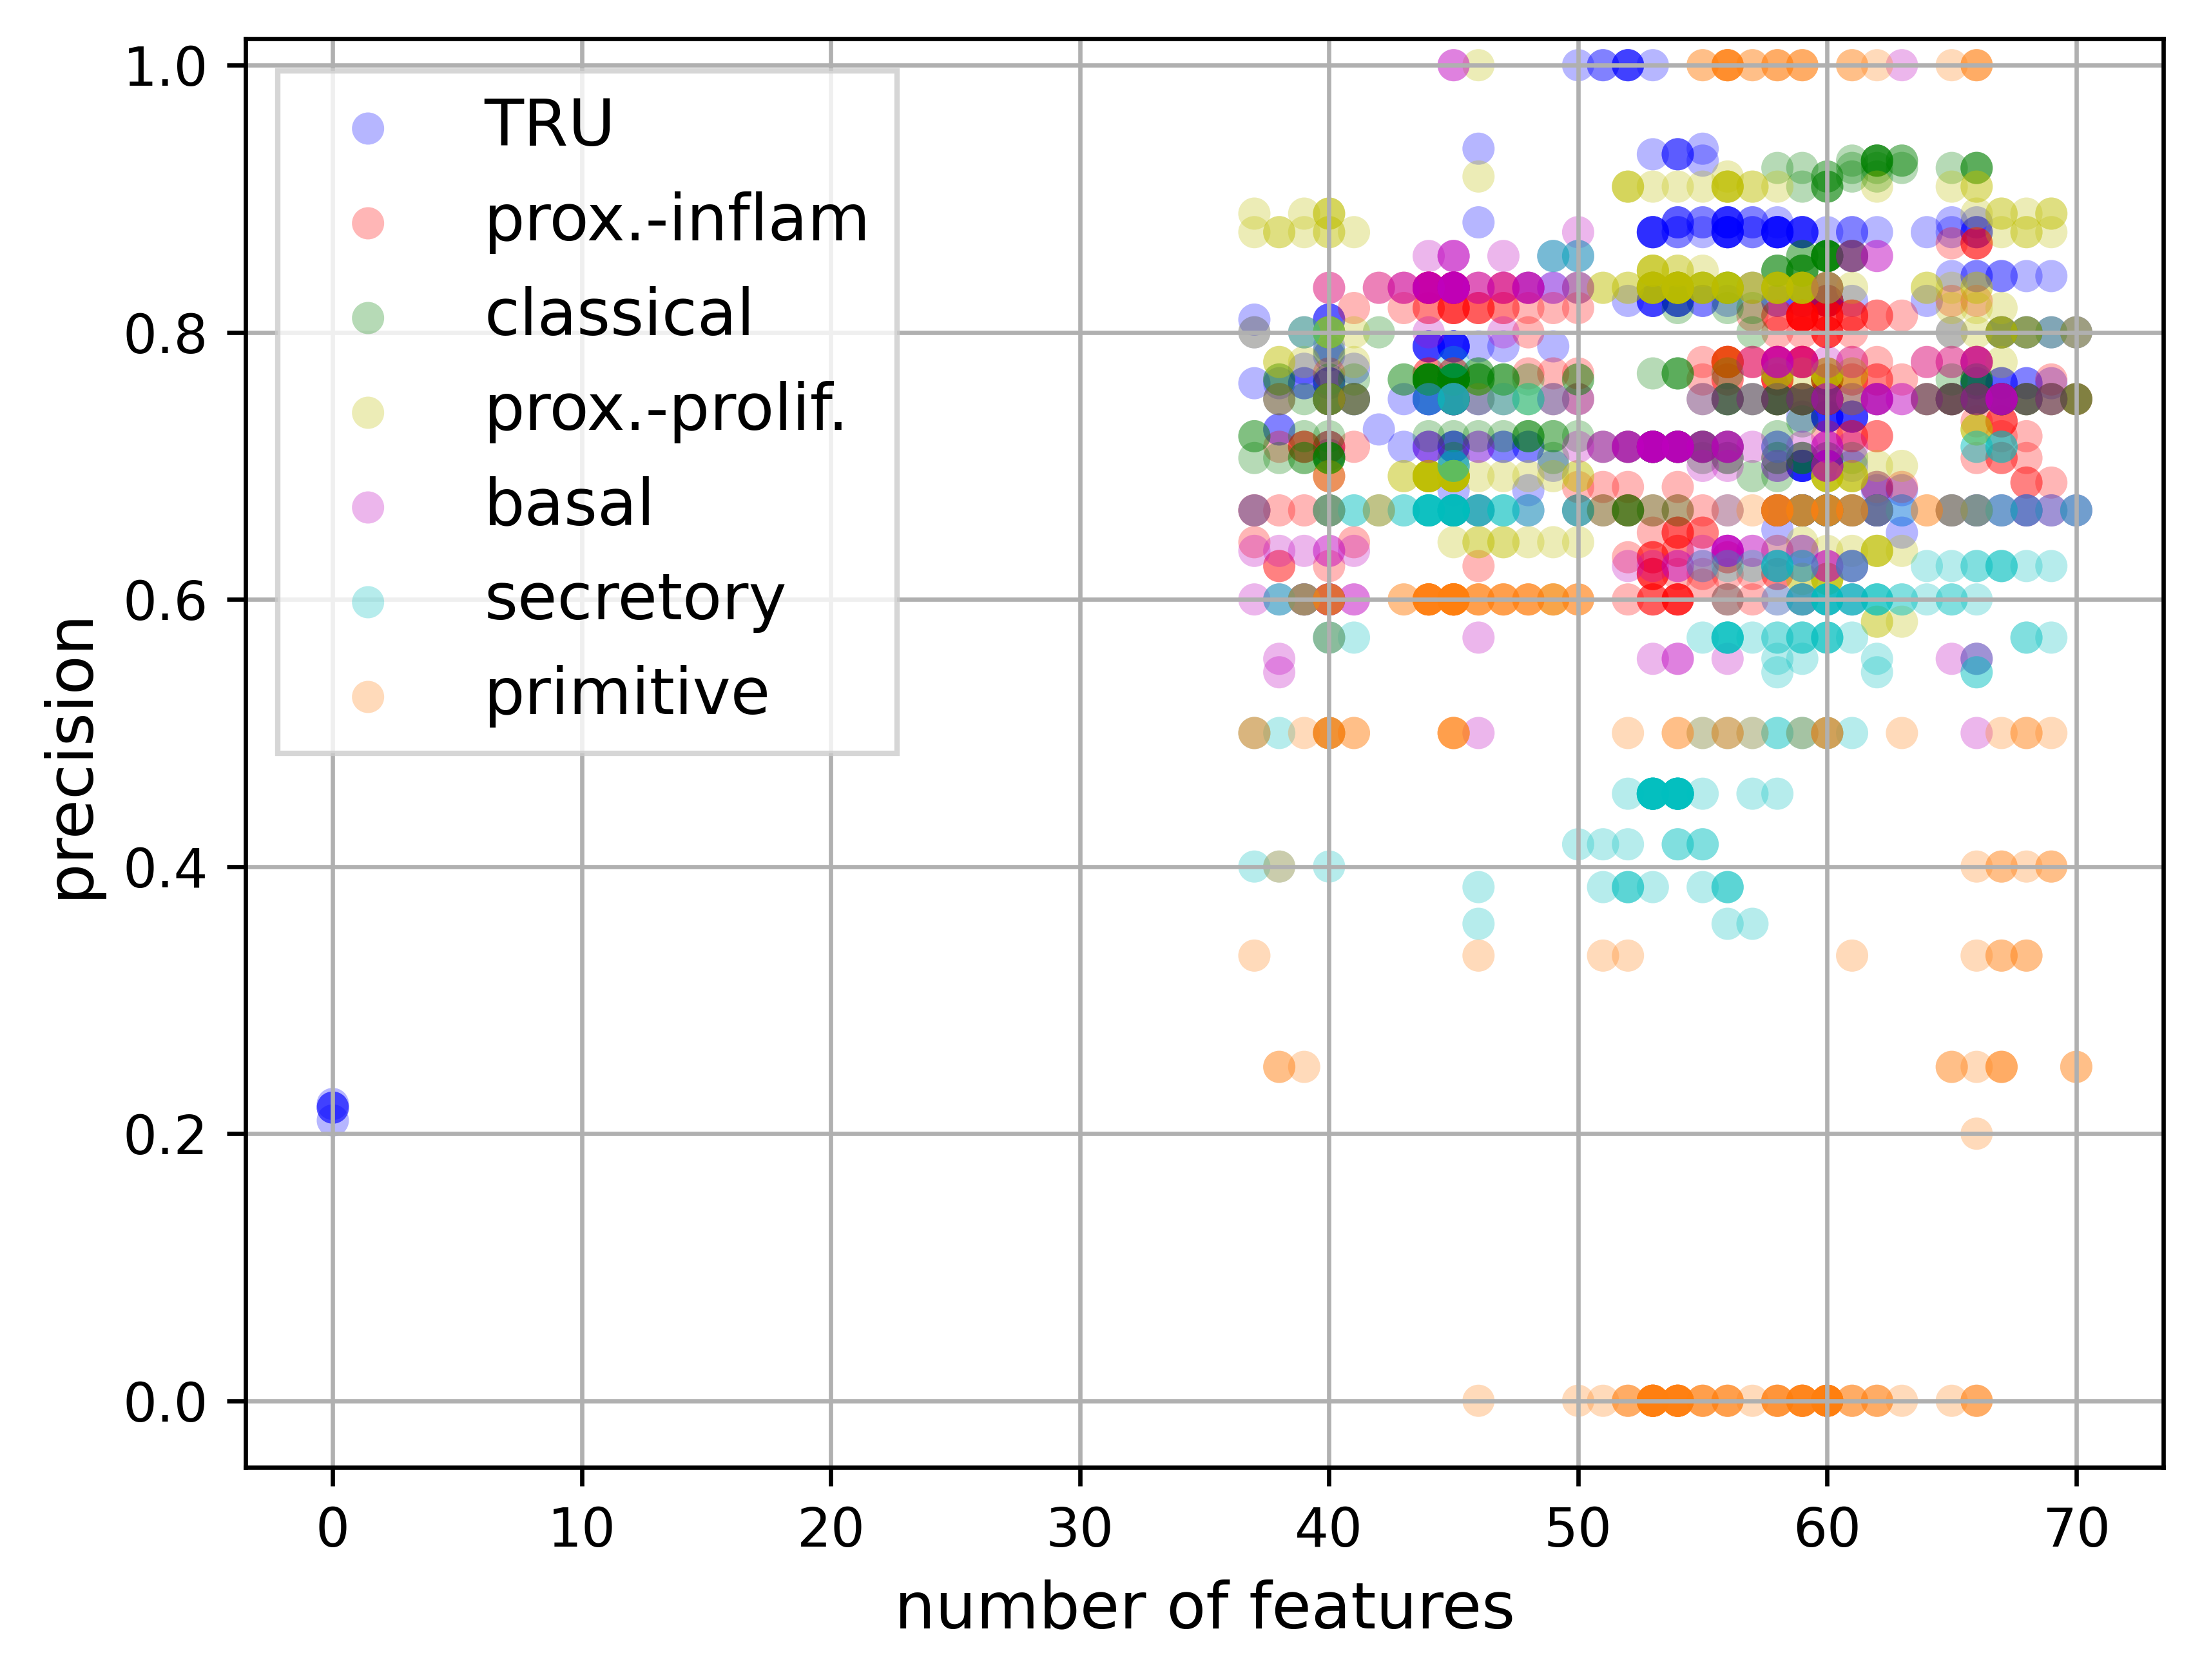 1.0
0.8
0.6
0.4
0.2
0.0
precision
TRU
prox.-inflam
classical
prox.-prolif.
basal
secretory
primitive
0 10 20 30 40 50 60 70
number of features